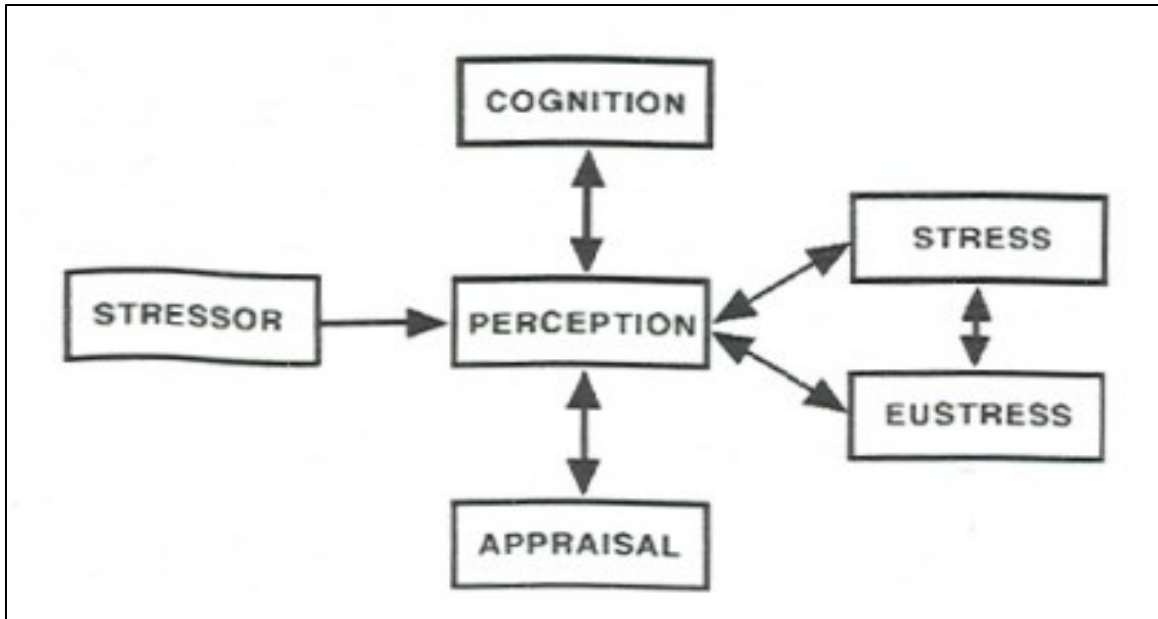 COGNITION
STRESS
STRESSOR
PERCEPTION
EUSTRESS
APPRAISAL